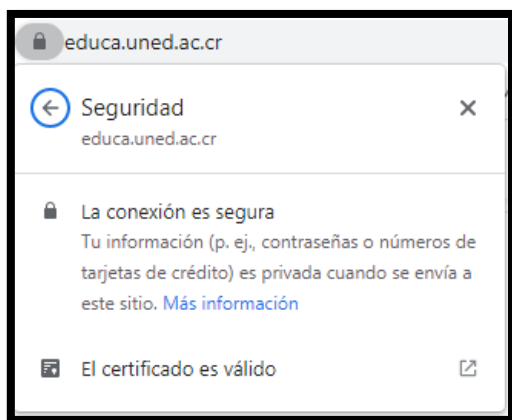 educa.uned.ac.cr
Seguridad
educa.uned.ac.cr
La conexión es segura
Tu información (p. ej., contraseñas o números de
tarjetas de crédito) es privada cuando se envía a
este sitio. Más información
El certificado es válido